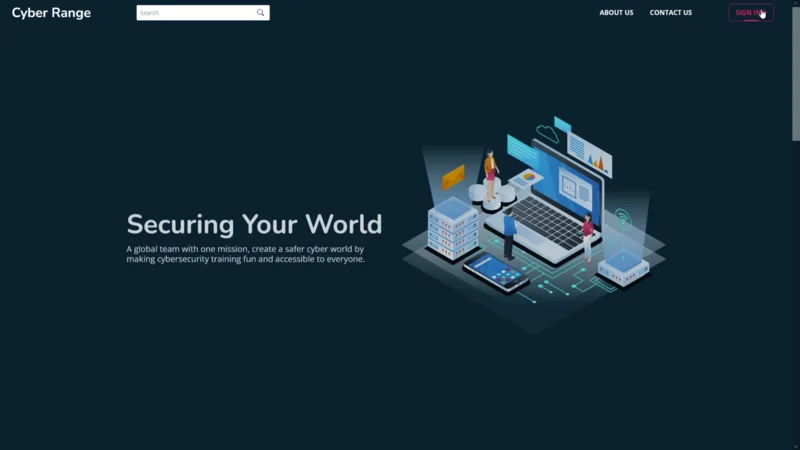 Cyber Range
Search
ABOUT US
CONTACT US
SIGN IN
Securing Your World
A global team with one mission, create a safer cyber world by
making cybersecurity training fun and accessible to everyone.